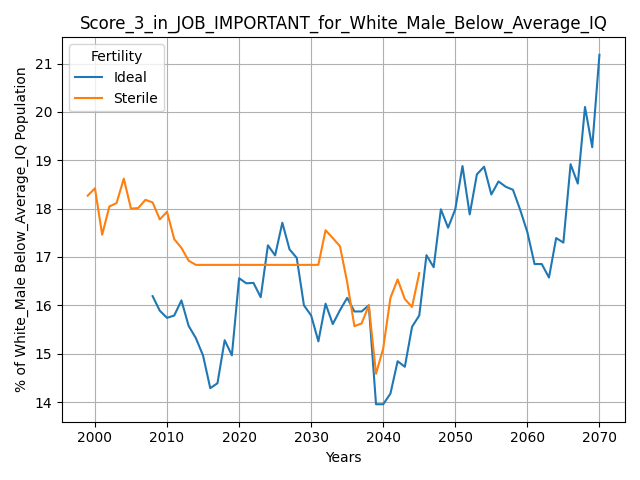 Score_3_in_JOB_IMPORTANT_for_White_Male_Below_Average_IQ
Fertility
Ideal
Sterile
% of White_Male Below_Average_IQ Population
21
20
19
18
17
16
15
14
2000 2010 2020 2030 2040 2050 2060 2070
Years